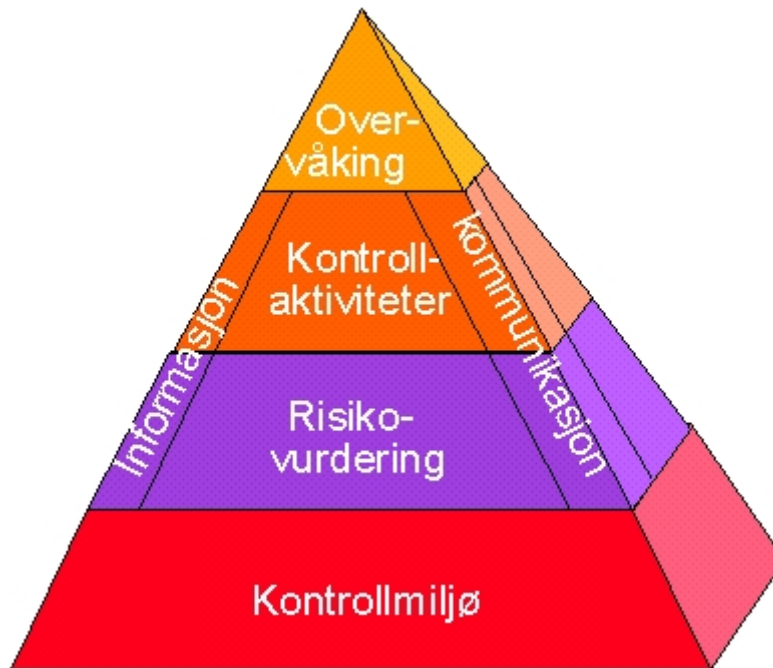 Over-
våking
Kontroll-
aktiviteter
Informasjon
kommunikasjon
Risiko-
vurdering
Kontrollmiljø